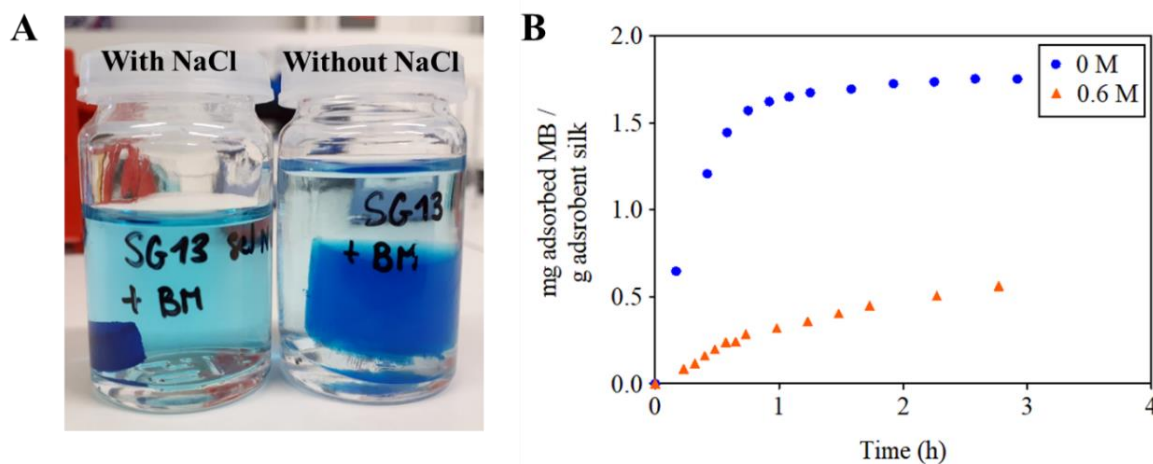 A
With NaCl
Without NaCl
SG13 gel N
+ BM
SG13
+ BM
B
mg adsorbed MB /
g adsrobent silk
2.0
1.5
1.0
0.5
0.0
0 M
0.6 M
0
1
2
3
4
Time (h)